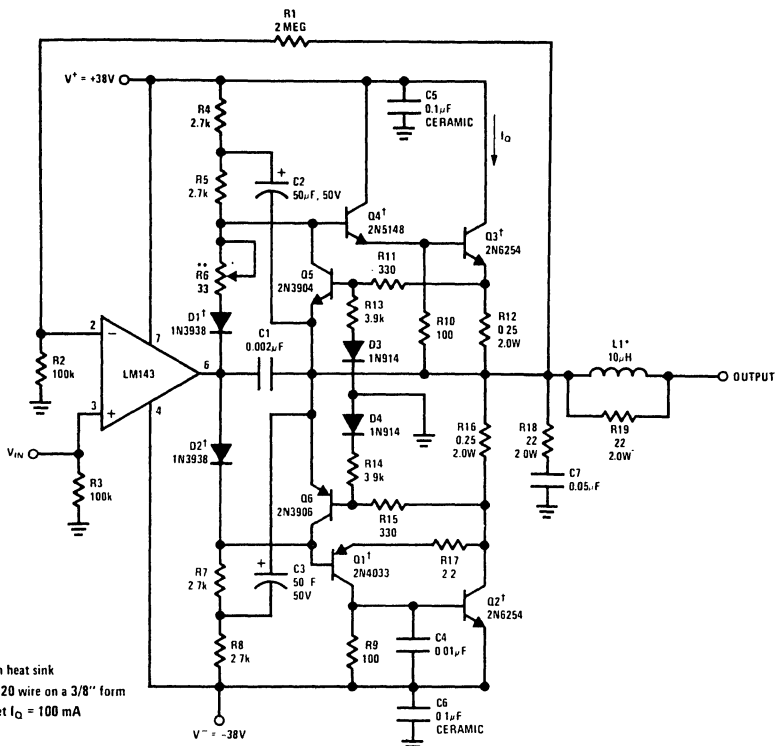 R1
2 MEG
V+ = +38V
R4
2.7k
C5
0.1µF
CERAMIC
IQ
R5
2.7k
+
C2
50µF, 50V
Q4†
2N5148
Q3†
2N6254
**
R6
33
Q5
2N3904
R11
330
D1†
1N3938
C1
0.002µF
R13
3.9k
R10
100
R12
0.25
2.0W
D3
1N914
L1*
10µH
OUTPUT
2
−
7
LM143
6
3
+
4
R2
100k
VIN
R3
100k
D2†
1N3938
D4
1N914
R14
3.9k
R16
0.25
2.0W
R18
22
2.0W
R19
22
2.0W
C7
0.05µF
Q6
2N3906
R15
330
R7
2.7k
+
C3
50 F
50V
Q1†
2N4033
R17
2.2
Q2†
2N6254
R8
2.7k
R9
100
C4
0.01µF
C6
0.1µF
CERAMIC
V− = −38V
n heat sink
20 wire on a 3/8" form
et IQ = 100 mA